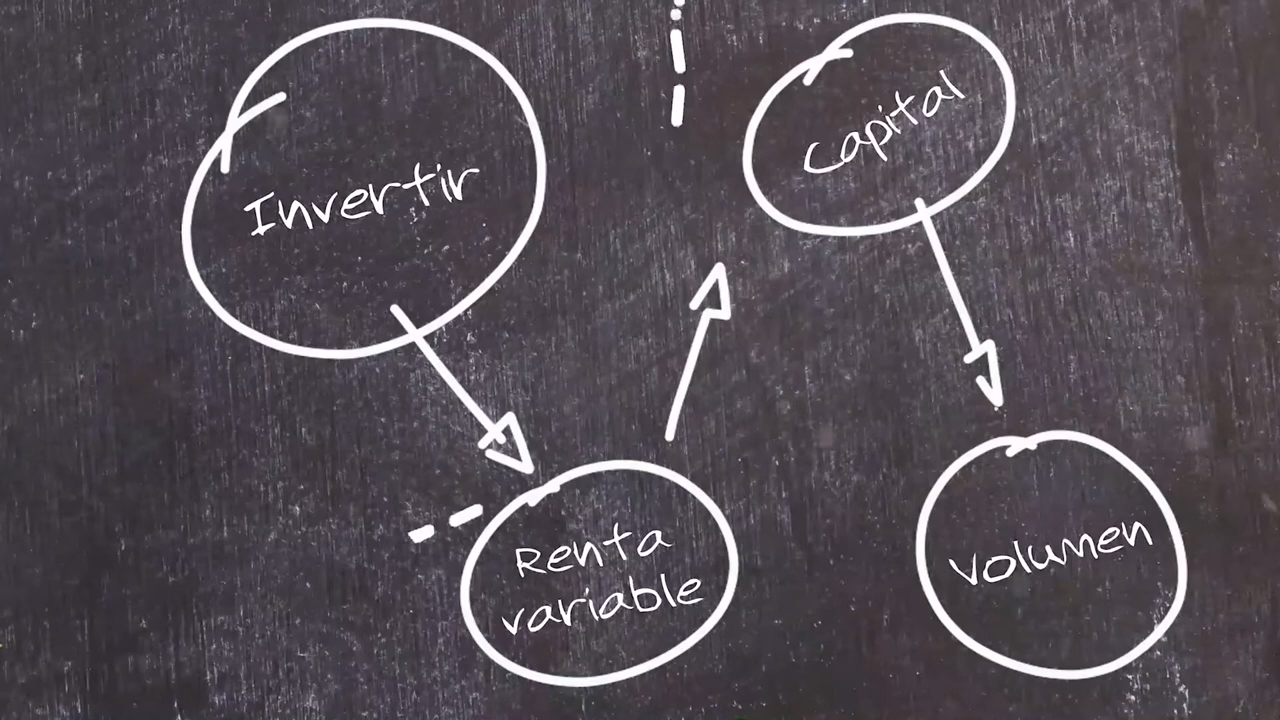 Invertir
Capital
Renta
variable
Volumen